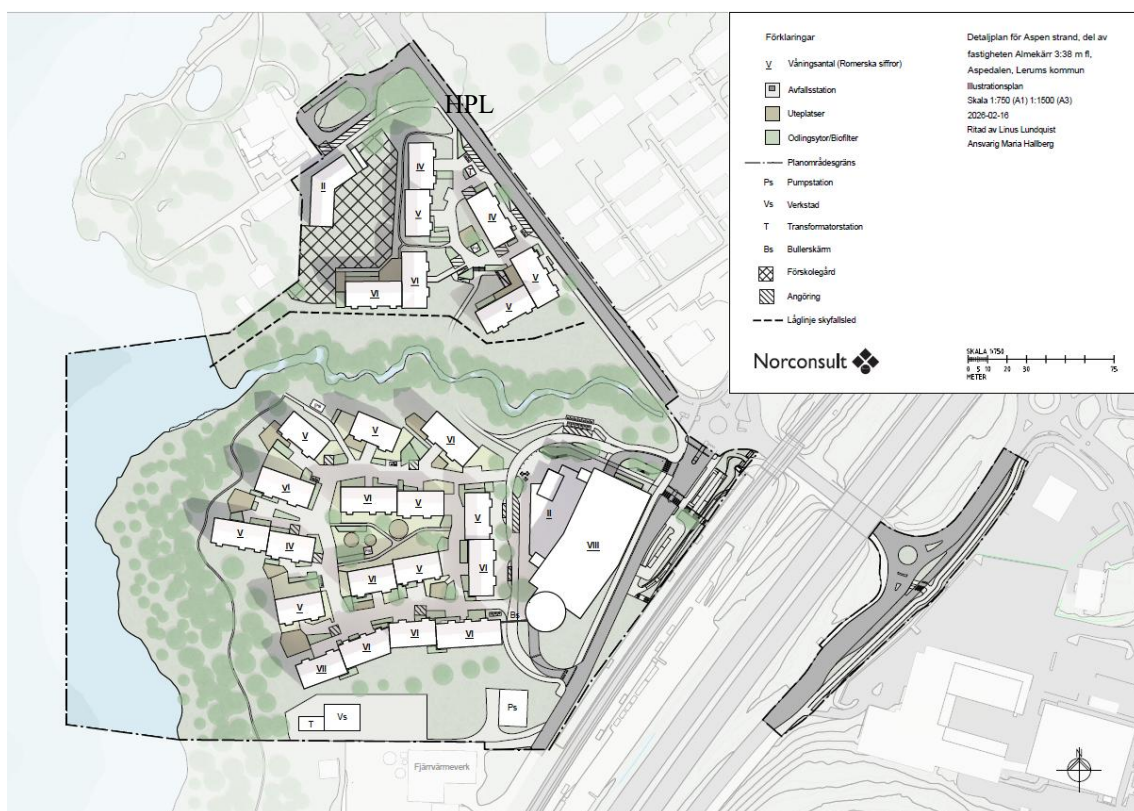 HPL
Förklaringar
V Våningsantal (Romerska siffror)
Avfallsstation
Uteplatser
Odlingsytor/Biofilter
Planområdesgräns
Ps Pumpstation
Vs Verkstad
T Transformatorstation
Bs Bullerskärm
Förskolegård
Angöring
Låglinje skyfallsled
Detaljplan för Aspen strand, del av
fastigheten Almekärr 3:38 m fl,
Aspedalen, Lerums kommun
Illustrationsplan
Skala 1:750 (A1) 1:1500 (A3)
2026-02-16
Ritad av Linus Lundquist
Ansvarig Maria Hallberg
Norconsult
SKALA 1:750
0 5 10 20 30 75
METER
II
IV
V
IV
VI
V
VI
V
V
V
VI
VI
VI
V
V
II
V
IV
VIII
VI
V
VI
V
VI
VI
VI
VII
Bs
Ps
T
Vs
Fjärrvärmeverk
N